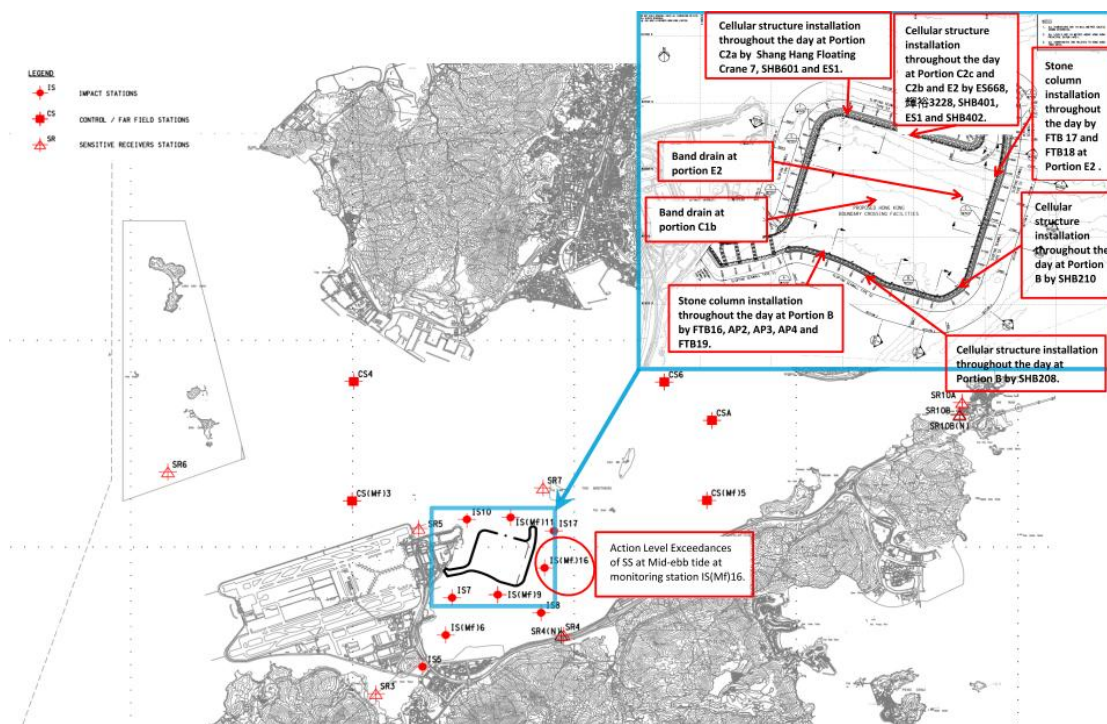 LEGEND
IS IMPACT STATIONS
CS CONTROL / FAR FIELD STATIONS
SR SENSITIVE RECEIVERS STATIONS
Cellular structure installation
throughout the day at Portion
C2a by Shang Hang Floating
Crane 7, SHB601 and ES1.
Cellular structure
installation
throughout the day
at Portion C2c and
C2b and E2 by ES668,
輝裕3228, SHB401,
ES1 and SHB402.
Stone
column
installation
throughout
the day by
FTB 17 and
FTB18 at
Portion E2 .
Band drain at
portion E2
Band drain at
portion C1b
PROPOSED HONG KONG
BOUNDARY CROSSING FACILITIES
Cellular
structure
installation
throughout the
day at Portion
B by SHB210
Stone column installation
throughout the day at Portion B
by FTB16, AP2, AP3, AP4 and
FTB19.
Cellular structure installation
throughout the day at
Portion B by SHB208.
CS4
CS6
CSA
SR10A
SR10B
SR10B(N)
SR6
SR7
CS(Mf)3
CS(Mf)5
SR5
IS10
IS(Mf)11
IS17
IS(Mf)16
Action Level Exceedances
of SS at Mid-ebb tide at
monitoring station IS(Mf)16.
IS7
IS(Mf)9
IS8
IS(Mf)6
SR4(N)
SR4
IS5
SR3